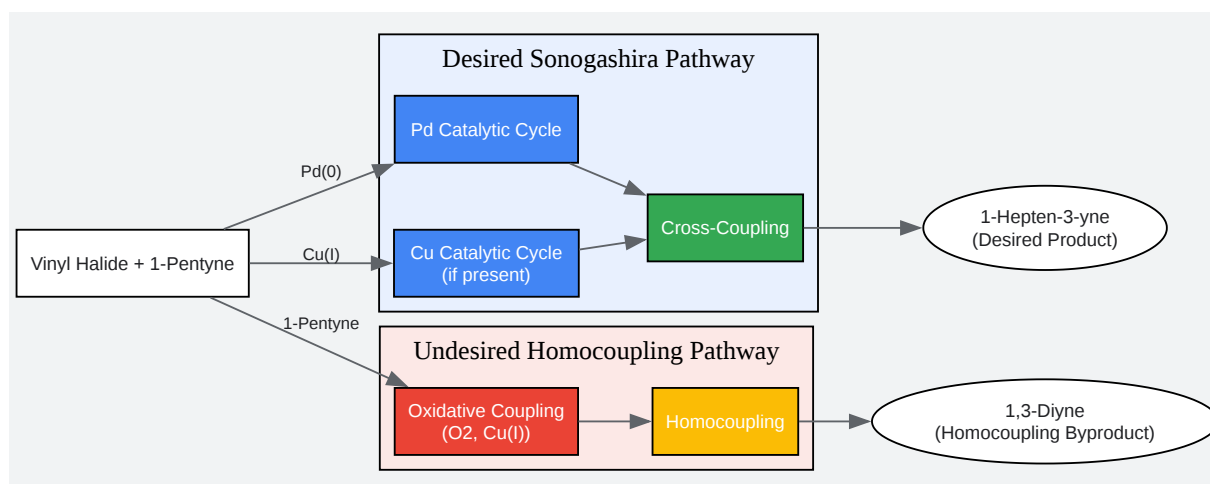 Desired Sonogashira Pathway
Pd Catalytic Cycle
Pd(0)
Vinyl Halide + 1-Pentyne
Cu(I)
Cu Catalytic Cycle
(if present)
Cross-Coupling
1-Hepten-3-yne
(Desired Product)
1-Pentyne
Undesired Homocoupling Pathway
Oxidative Coupling
(O2, Cu(I))
Homocoupling
1,3-Diyne
(Homocoupling Byproduct)